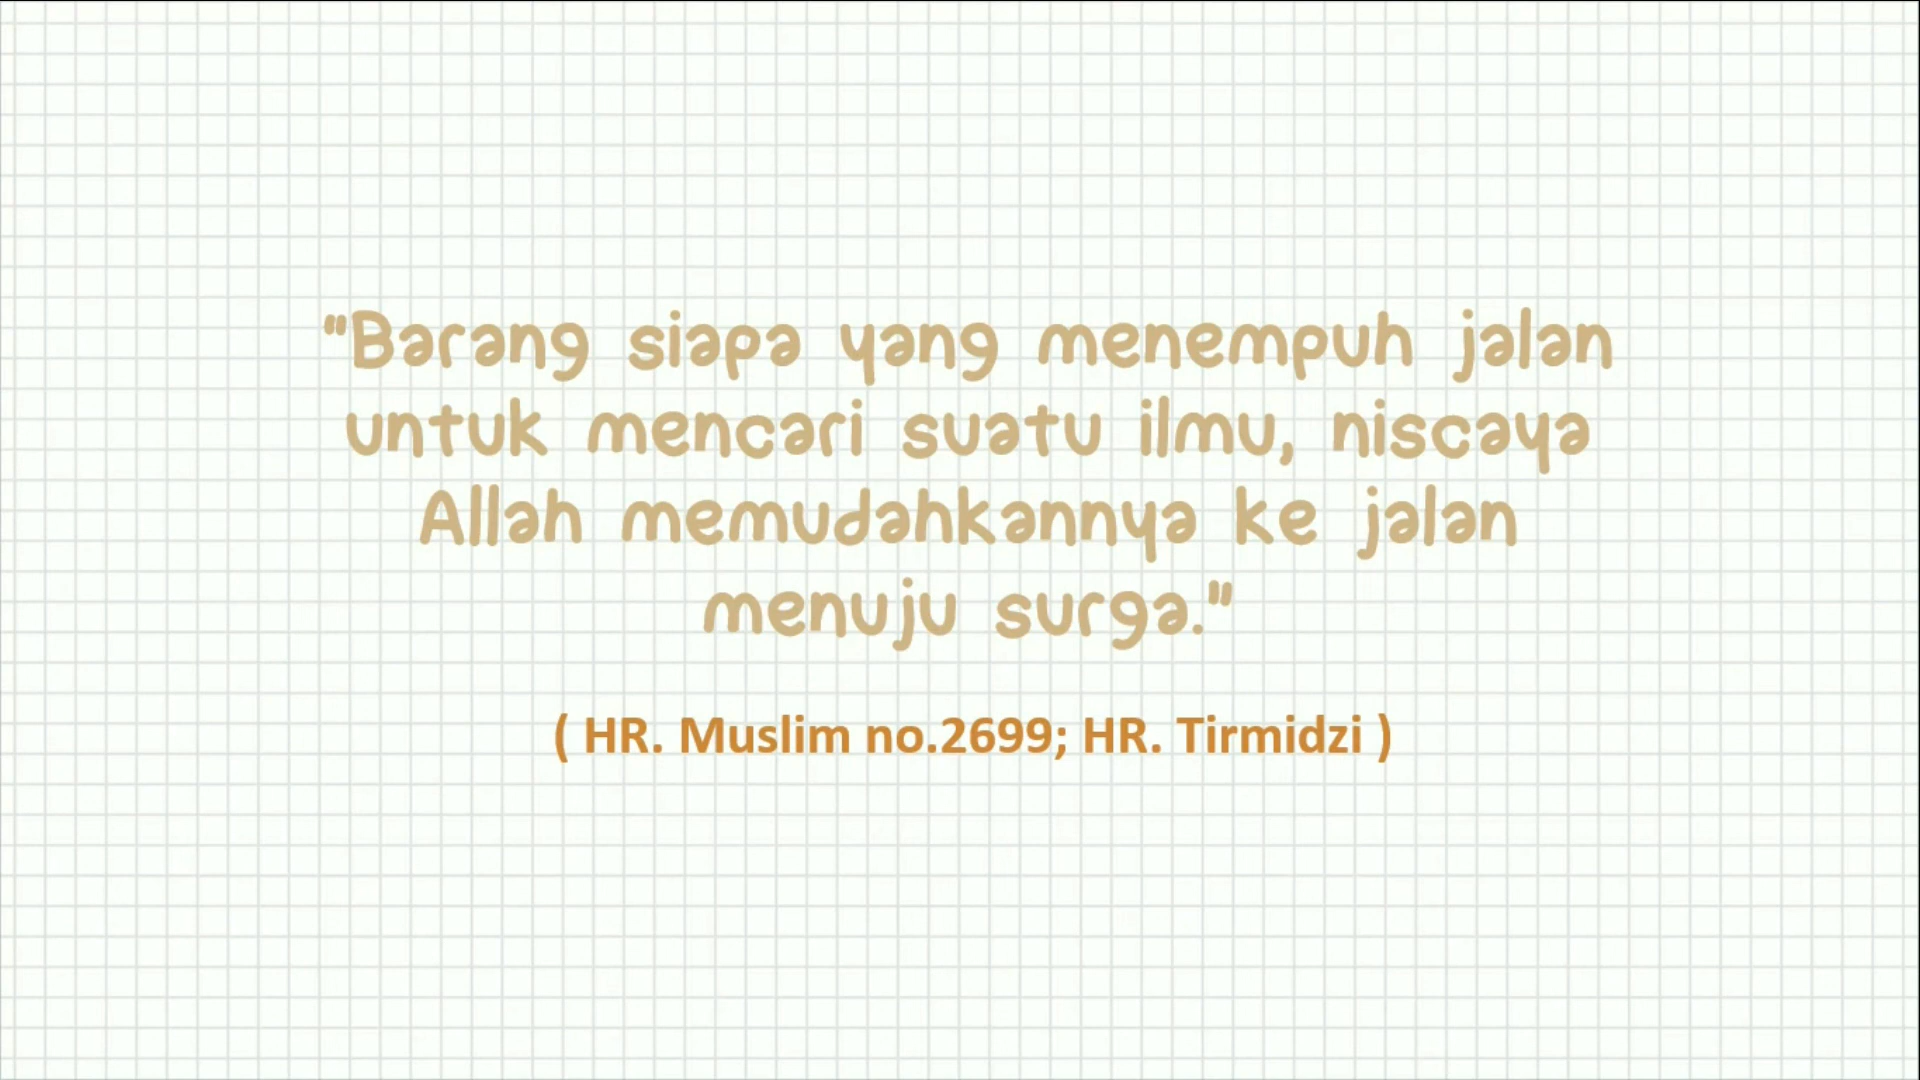 "Barang siapa yang menempuh jalan
untuk mencari suatu ilmu, niscaya
Allah memudahkannya ke jalan
menuju surga."
( HR. Muslim no.2699; HR. Tirmidzi )